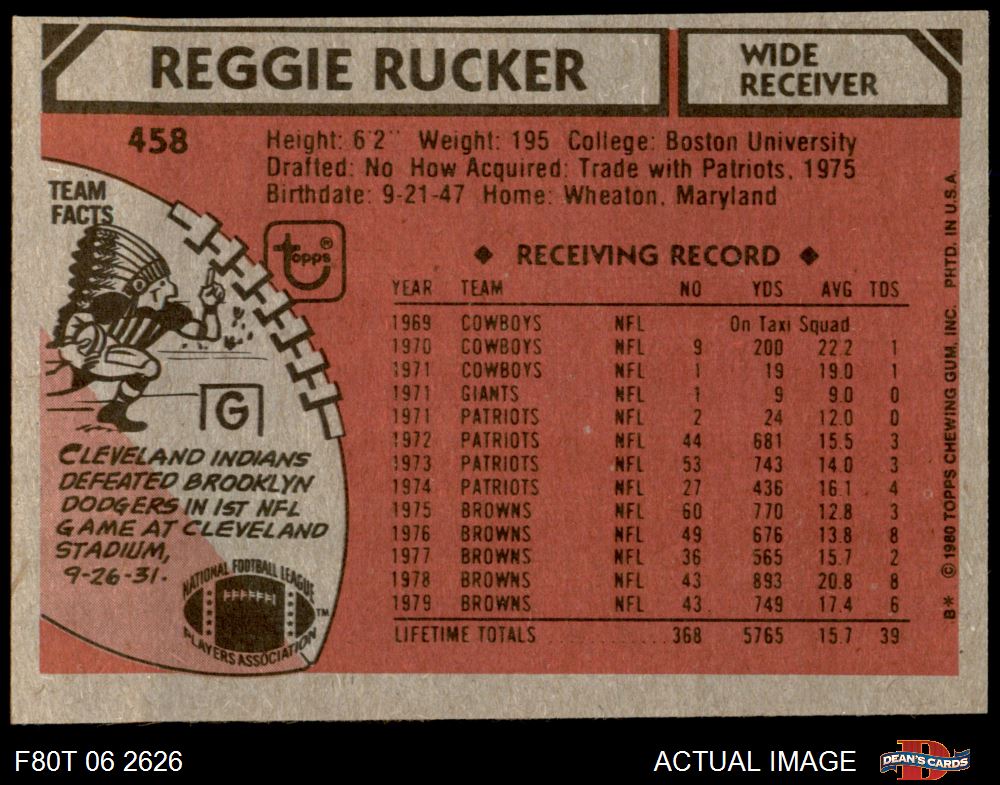 REGGIE RUCKER
WIDE
RECEIVER
458
Height: 6'2" Weight: 195 College: Boston University
Drafted: No How Acquired: Trade with Patriots, 1975
Birthdate: 9-21-47 Home: Wheaton, Maryland
TEAM
FACTS
topps®
G
CLEVELAND INDIANS
DEFEATED BROOKLYN
DODGERS IN 1ST NFL
GAME AT CLEVELAND
STADIUM,
9-26-31.
NATIONAL FOOTBALL LEAGUE
PLAYERS ASSOCIATION
TM
◆ RECEIVING RECORD ◆
YEAR TEAM NO YDS AVG TDS
1969 COWBOYS NFL On Taxi Squad
1970 COWBOYS NFL 9 200 22.2 1
1971 COWBOYS NFL 1 19 19.0 1
1971 GIANTS NFL 1 9 9.0 0
1971 PATRIOTS NFL 2 24 12.0 0
1972 PATRIOTS NFL 44 681 15.5 3
1973 PATRIOTS NFL 53 743 14.0 3
1974 PATRIOTS NFL 27 436 16.1 4
1975 BROWNS NFL 60 770 12.8 3
1976 BROWNS NFL 49 676 13.8 8
1977 BROWNS NFL 36 565 15.7 2
1978 BROWNS NFL 43 893 20.8 8
1979 BROWNS NFL 43 749 17.4 6
LIFETIME TOTALS ............... 368 5765 15.7 39
B* © 1980 TOPPS CHEWING GUM, INC. PRTD. IN U.S.A.
F80T 06 2626
ACTUAL IMAGE
D
DEAN'S CARDS